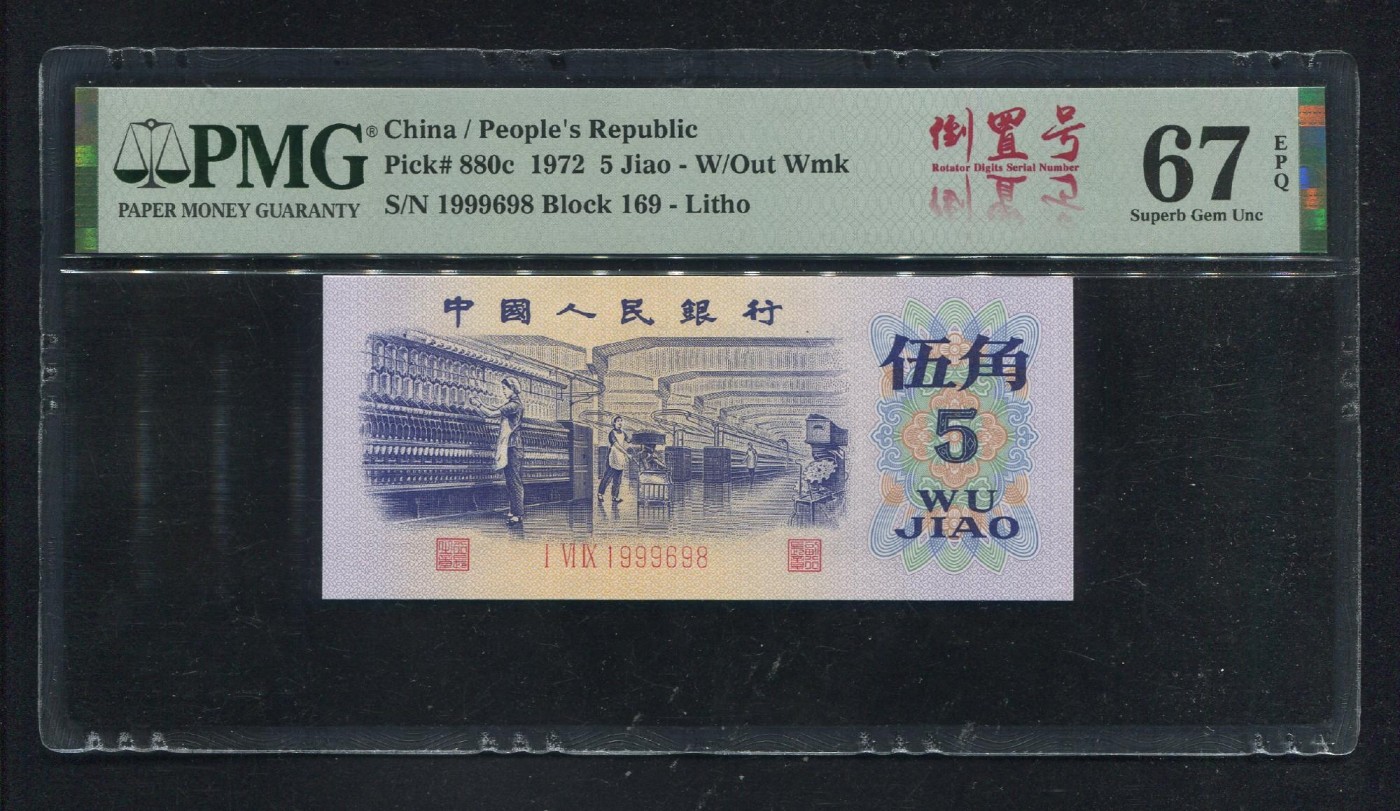 PMG®
PAPER MONEY GUARANTY
China / People's Republic
Pick# 880c 1972 5 Jiao - W/Out Wmk
S/N 1999698 Block 169 - Litho
倒置号
Rotator Digits Serial Number
67
EPQ
Superb Gem Unc
中國人民銀行
伍角
5
WU
JIAO
I VI IX 1999698